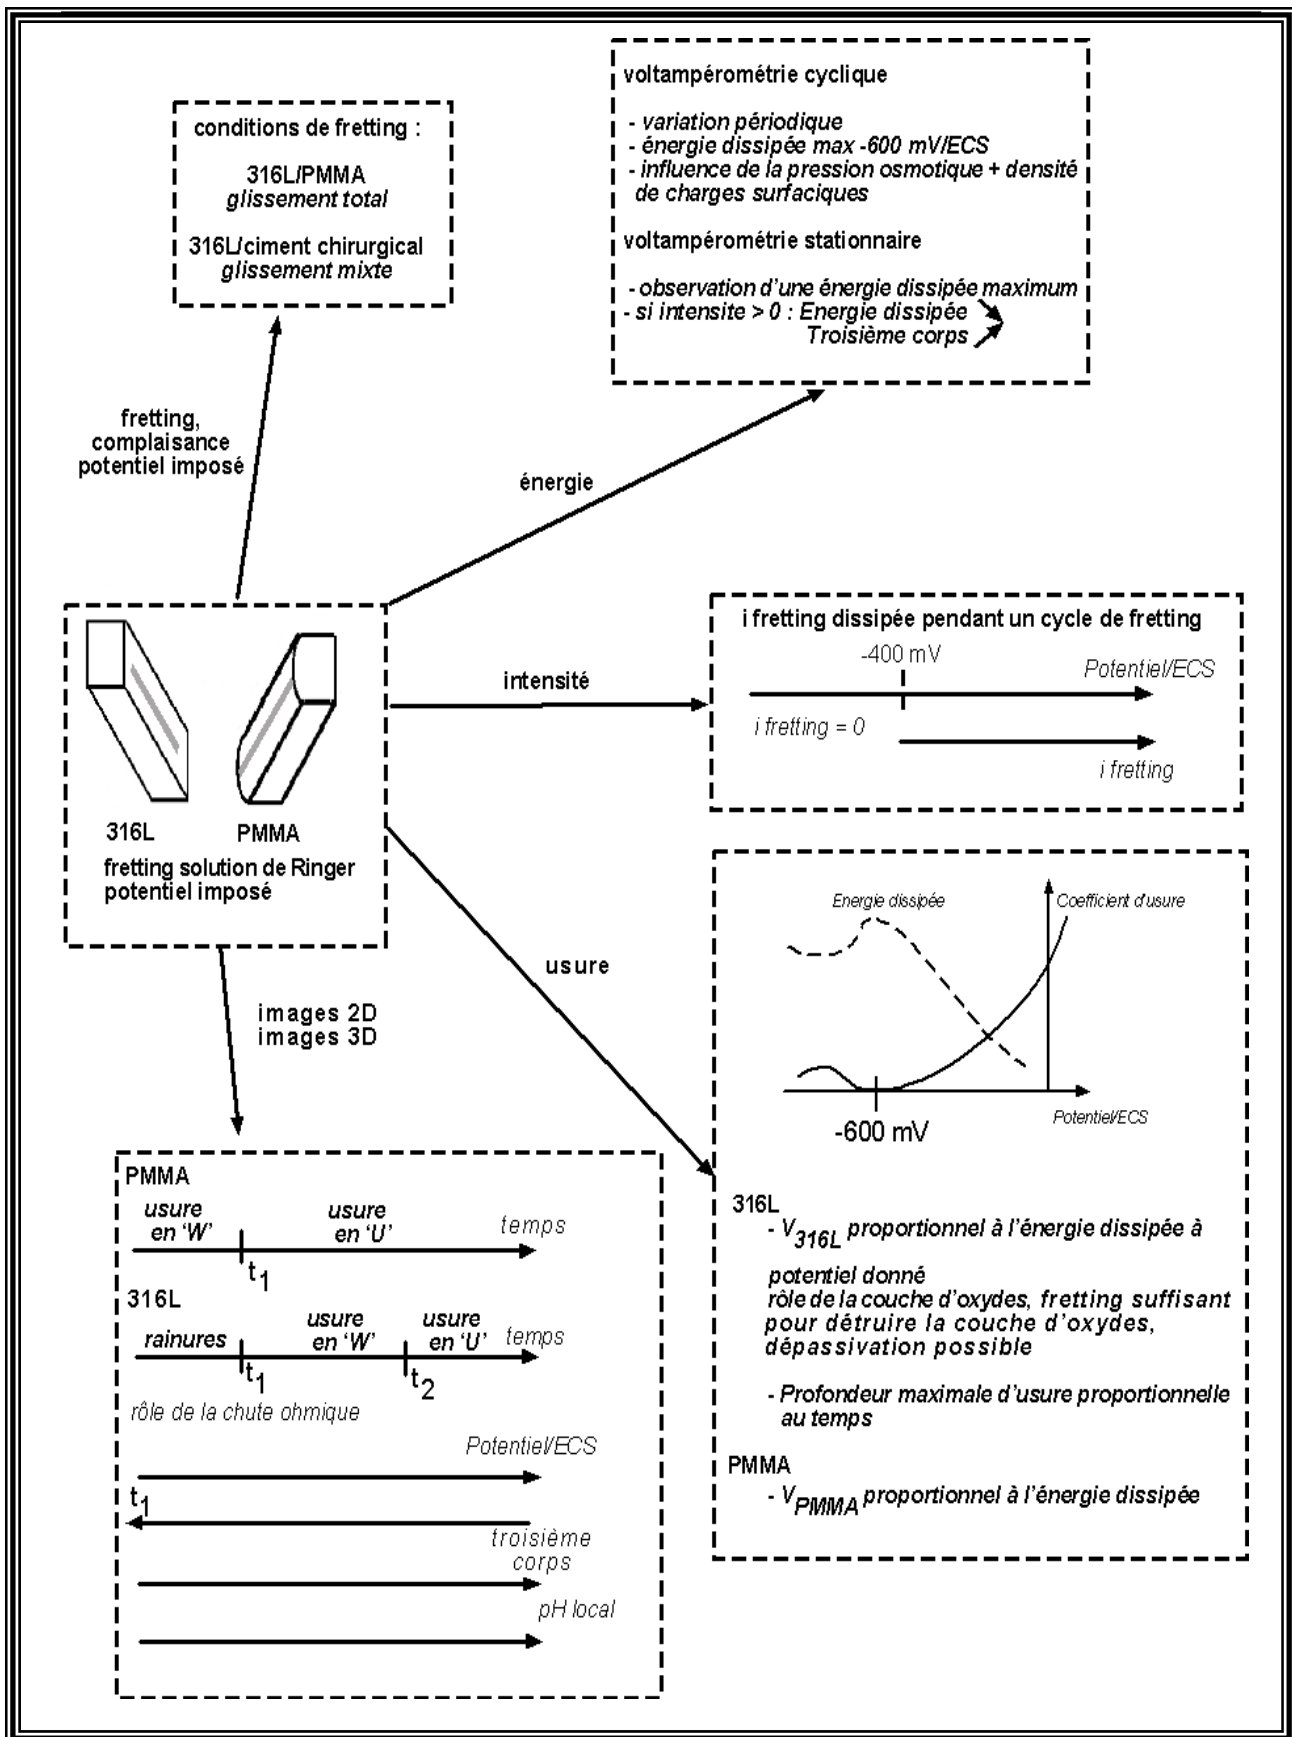 conditions de fretting :
316L/PMMA
glissement total
316L/ciment chirurgical
glissement mixte
voltampérométrie cyclique
- variation périodique
- énergie dissipée max -600 mV/ECS
- influence de la pression osmotique + densité
de charges surfaciques
voltampérométrie stationnaire
- observation d'une énergie dissipée maximum
- si intensite > 0 : Energie dissipée
Troisième corps
fretting,
complaisance
potentiel imposé
énergie
316L PMMA
fretting solution de Ringer
potentiel imposé
intensité
i fretting dissipée pendant un cycle de fretting
-400 mV
Potentiel/ECS
i fretting = 0
i fretting
usure
Energie dissipée
Coefficient d'usure
Potentiel/ECS
-600 mV
316L
- V316L proportionnel à l'énergie dissipée à
potentiel donné
rôle de la couche d'oxydes, fretting suffisant
pour détruire la couche d'oxydes,
dépassivation possible
- Profondeur maximale d'usure proportionnelle
au temps
PMMA
- VPMMA proportionnel à l'énergie dissipée
images 2D
images 3D
PMMA
usure
en ‘W’
usure
en ‘U’
temps
t1
316L
rainures
usure
en ‘W’
usure
en ‘U’
temps
t1
t2
rôle de la chute ohmique
Potentiel/ECS
t1
troisième
corps
pH local